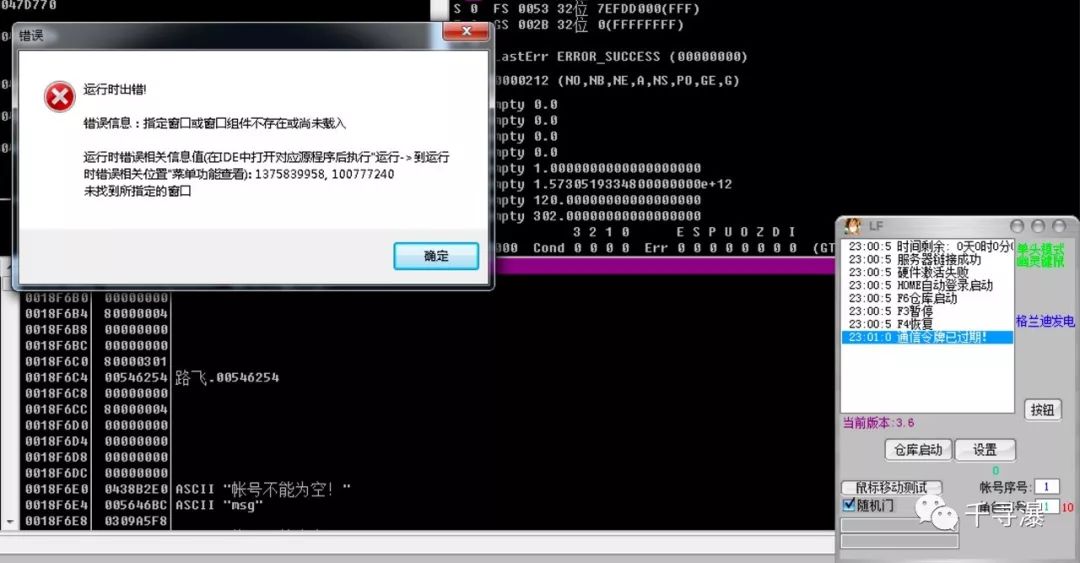 047D770
S 0 FS 0053 32位 7EFDD000(FFF)
GS 002B 32位 0(FFFFFFFF)
错误
LastErr ERROR_SUCCESS (00000000)
0000212 (NO,NB,NE,A,NS,PO,GE,G)
运行时出错!
错误信息：指定窗口或窗口组件不存在或尚未载入
运行时错误相关信息值(在IDE中打开对应源程序后执行"运行->到运行
时错误相关位置"菜单功能查看): 1375839958, 100777240
未找到所指定的窗口
确定
mpty 0.0
mpty 0.0
mpty 0.0
mpty 0.0
mpty 1.0000000000000000000
mpty 1.5730519334800000000e+12
mpty 120.00000000000000000
mpty 302.00000000000000000
3 2 1 0 E S P U O Z D I
000 Cond 0 0 0 0 Err 0 0 0 0 0 0 0 0 (GT
0018F6B0 00000000
0018F6B4 80000004
0018F6B8 00000000
0018F6BC 00000000
0018F6C0 80000301
0018F6C4 00546254 路飞.00546254
0018F6C8 00000000
0018F6CC 80000004
0018F6D0 00000000
0018F6D4 00000000
0018F6D8 00000000
0018F6DC 00000000
0018F6E0 0438B2E0 ASCII "帐号不能为空！"
0018F6E4 005646BC ASCII "msg"
0018F6E8 0309A5F8
LF
23:00:5 时间剩余: 0天0时0分0
23:00:5 服务器链接成功
23:00:5 硬件激活失败
23:00:5 HOME自动登录启动
23:00:5 F6仓库启动
23:00:5 F3暂停
23:00:5 F4恢复
23:01:0 通信令牌已过期!
单头模式
幽灵键鼠
格兰迪发电
按钮
当前版本:3.6
仓库启动
设置
0
鼠标移动测试
帐号序号: 1
随机门
号: 1 10
千寻瀑